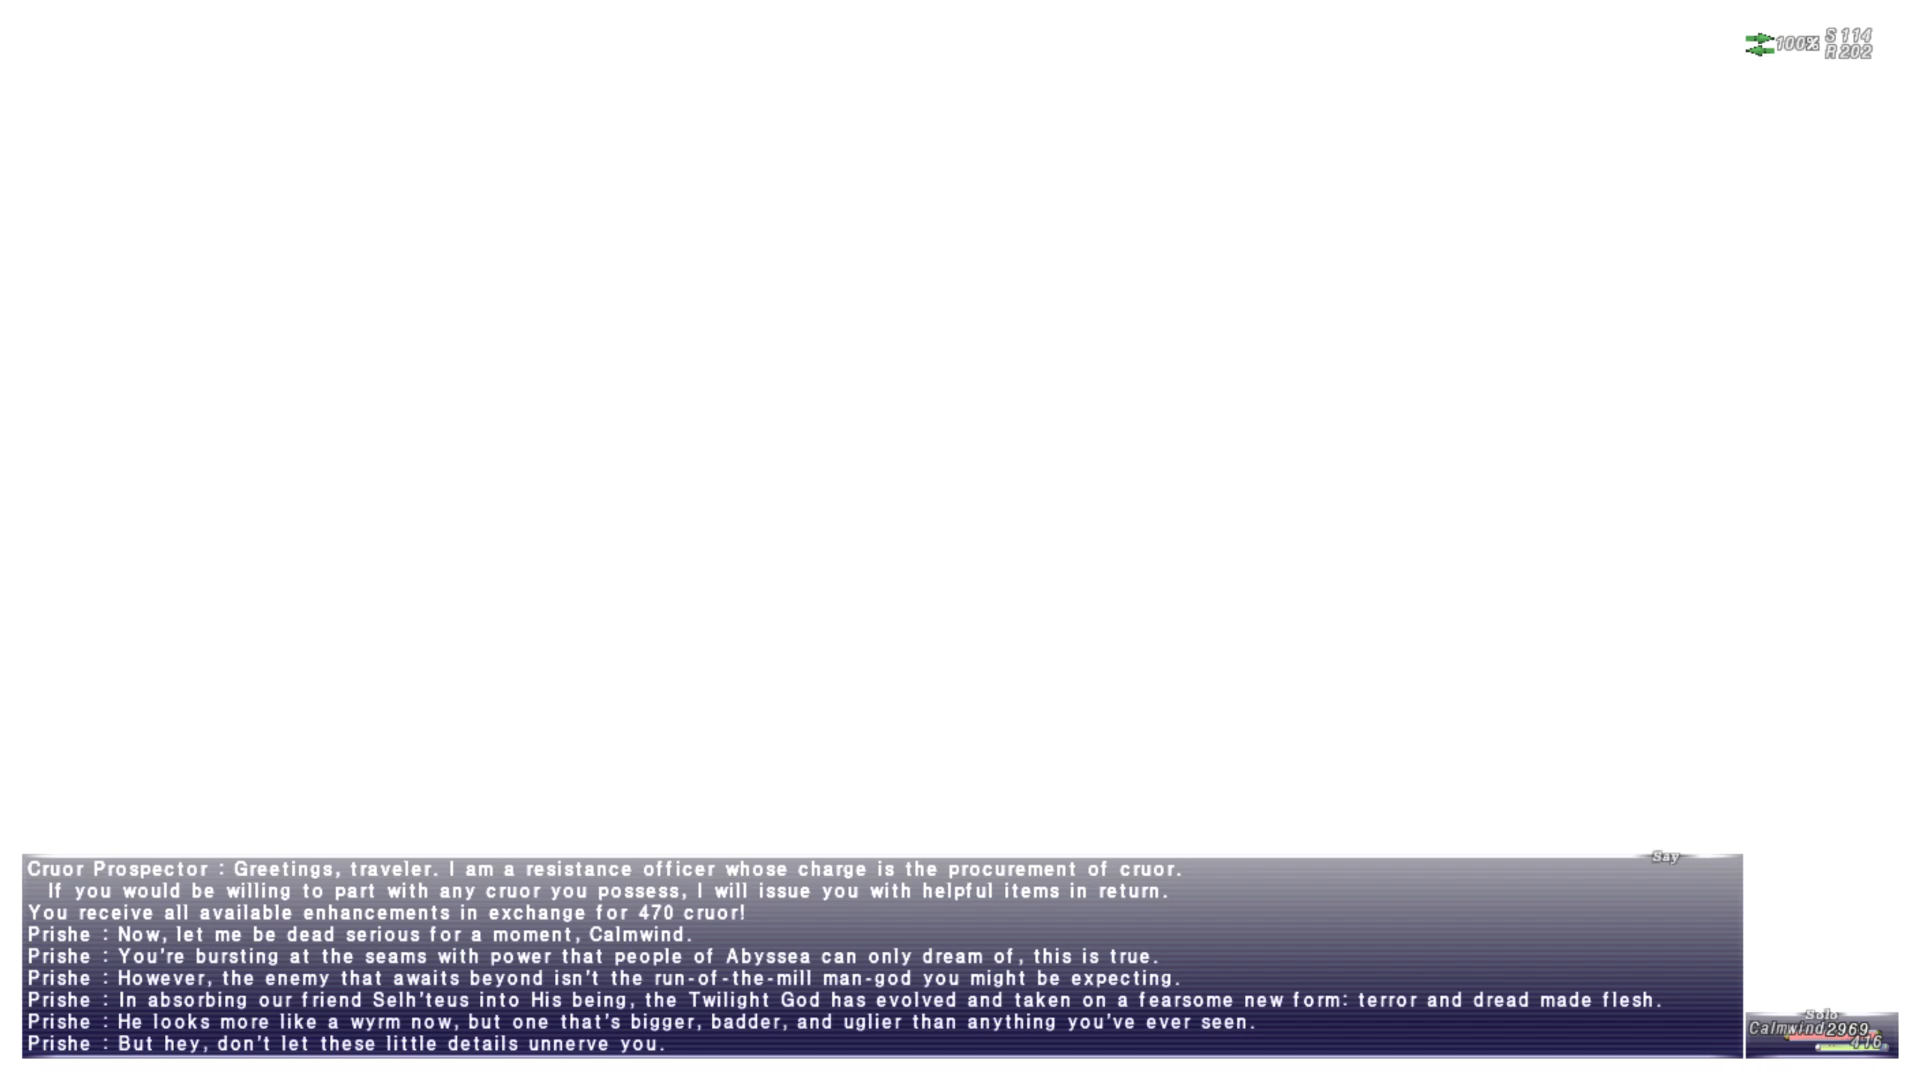 100% S 114
R 202
Say
Cruor Prospector : Greetings, traveler. I am a resistance officer whose charge is the procurement of cruor.
If you would be willing to part with any cruor you possess, I will issue you with helpful items in return.
You receive all available enhancements in exchange for 470 cruor!
Prishe : Now, let me be dead serious for a moment, Calmwind.
Prishe : You're bursting at the seams with power that people of Abyssea can only dream of, this is true.
Prishe : However, the enemy that awaits beyond isn't the run-of-the-mill man-god you might be expecting.
Prishe : In absorbing our friend Selh'teus into His being, the Twilight God has evolved and taken on a fearsome new form: terror and dread made flesh.
Prishe : He looks more like a wyrm now, but one that's bigger, badder, and uglier than anything you've ever seen.
Prishe : But hey, don't let these little details unnerve you.
Solo
Calmwind 2969
416